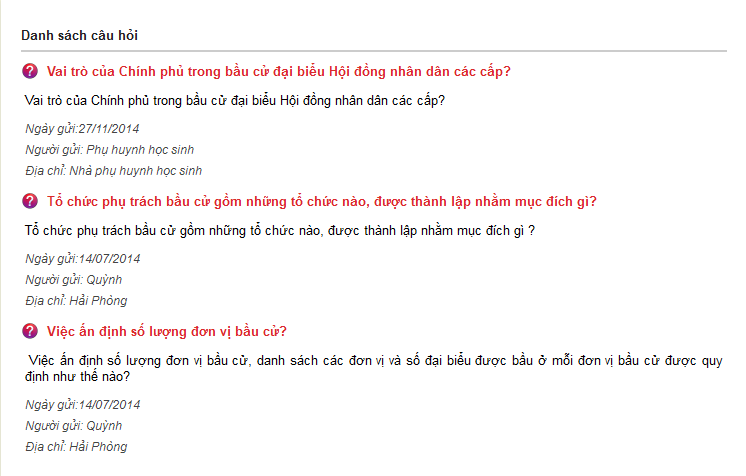 Danh sách câu hỏi
Vai trò của Chính phủ trong bầu cử đại biểu Hội đồng nhân dân các cấp?
Vai trò của Chính phủ trong bầu cử đại biểu Hội đồng nhân dân các cấp?
Ngày gửi:27/11/2014
Người gửi: Phụ huynh học sinh
Địa chỉ: Nhà phụ huynh học sinh
Tổ chức phụ trách bầu cử gồm những tổ chức nào, được thành lập nhằm mục đích gì?
Tổ chức phụ trách bầu cử gồm những tổ chức nào, được thành lập nhằm mục đích gì ?
Ngày gửi:14/07/2014
Người gửi: Quỳnh
Địa chỉ: Hải Phòng
Việc ấn định số lượng đơn vị bầu cử?
Việc ấn định số lượng đơn vị bầu cử, danh sách các đơn vị và số đại biểu được bầu ở mỗi đơn vị bầu cử được quy
định như thế nào?
Ngày gửi:14/07/2014
Người gửi: Quỳnh
Địa chỉ: Hải Phòng